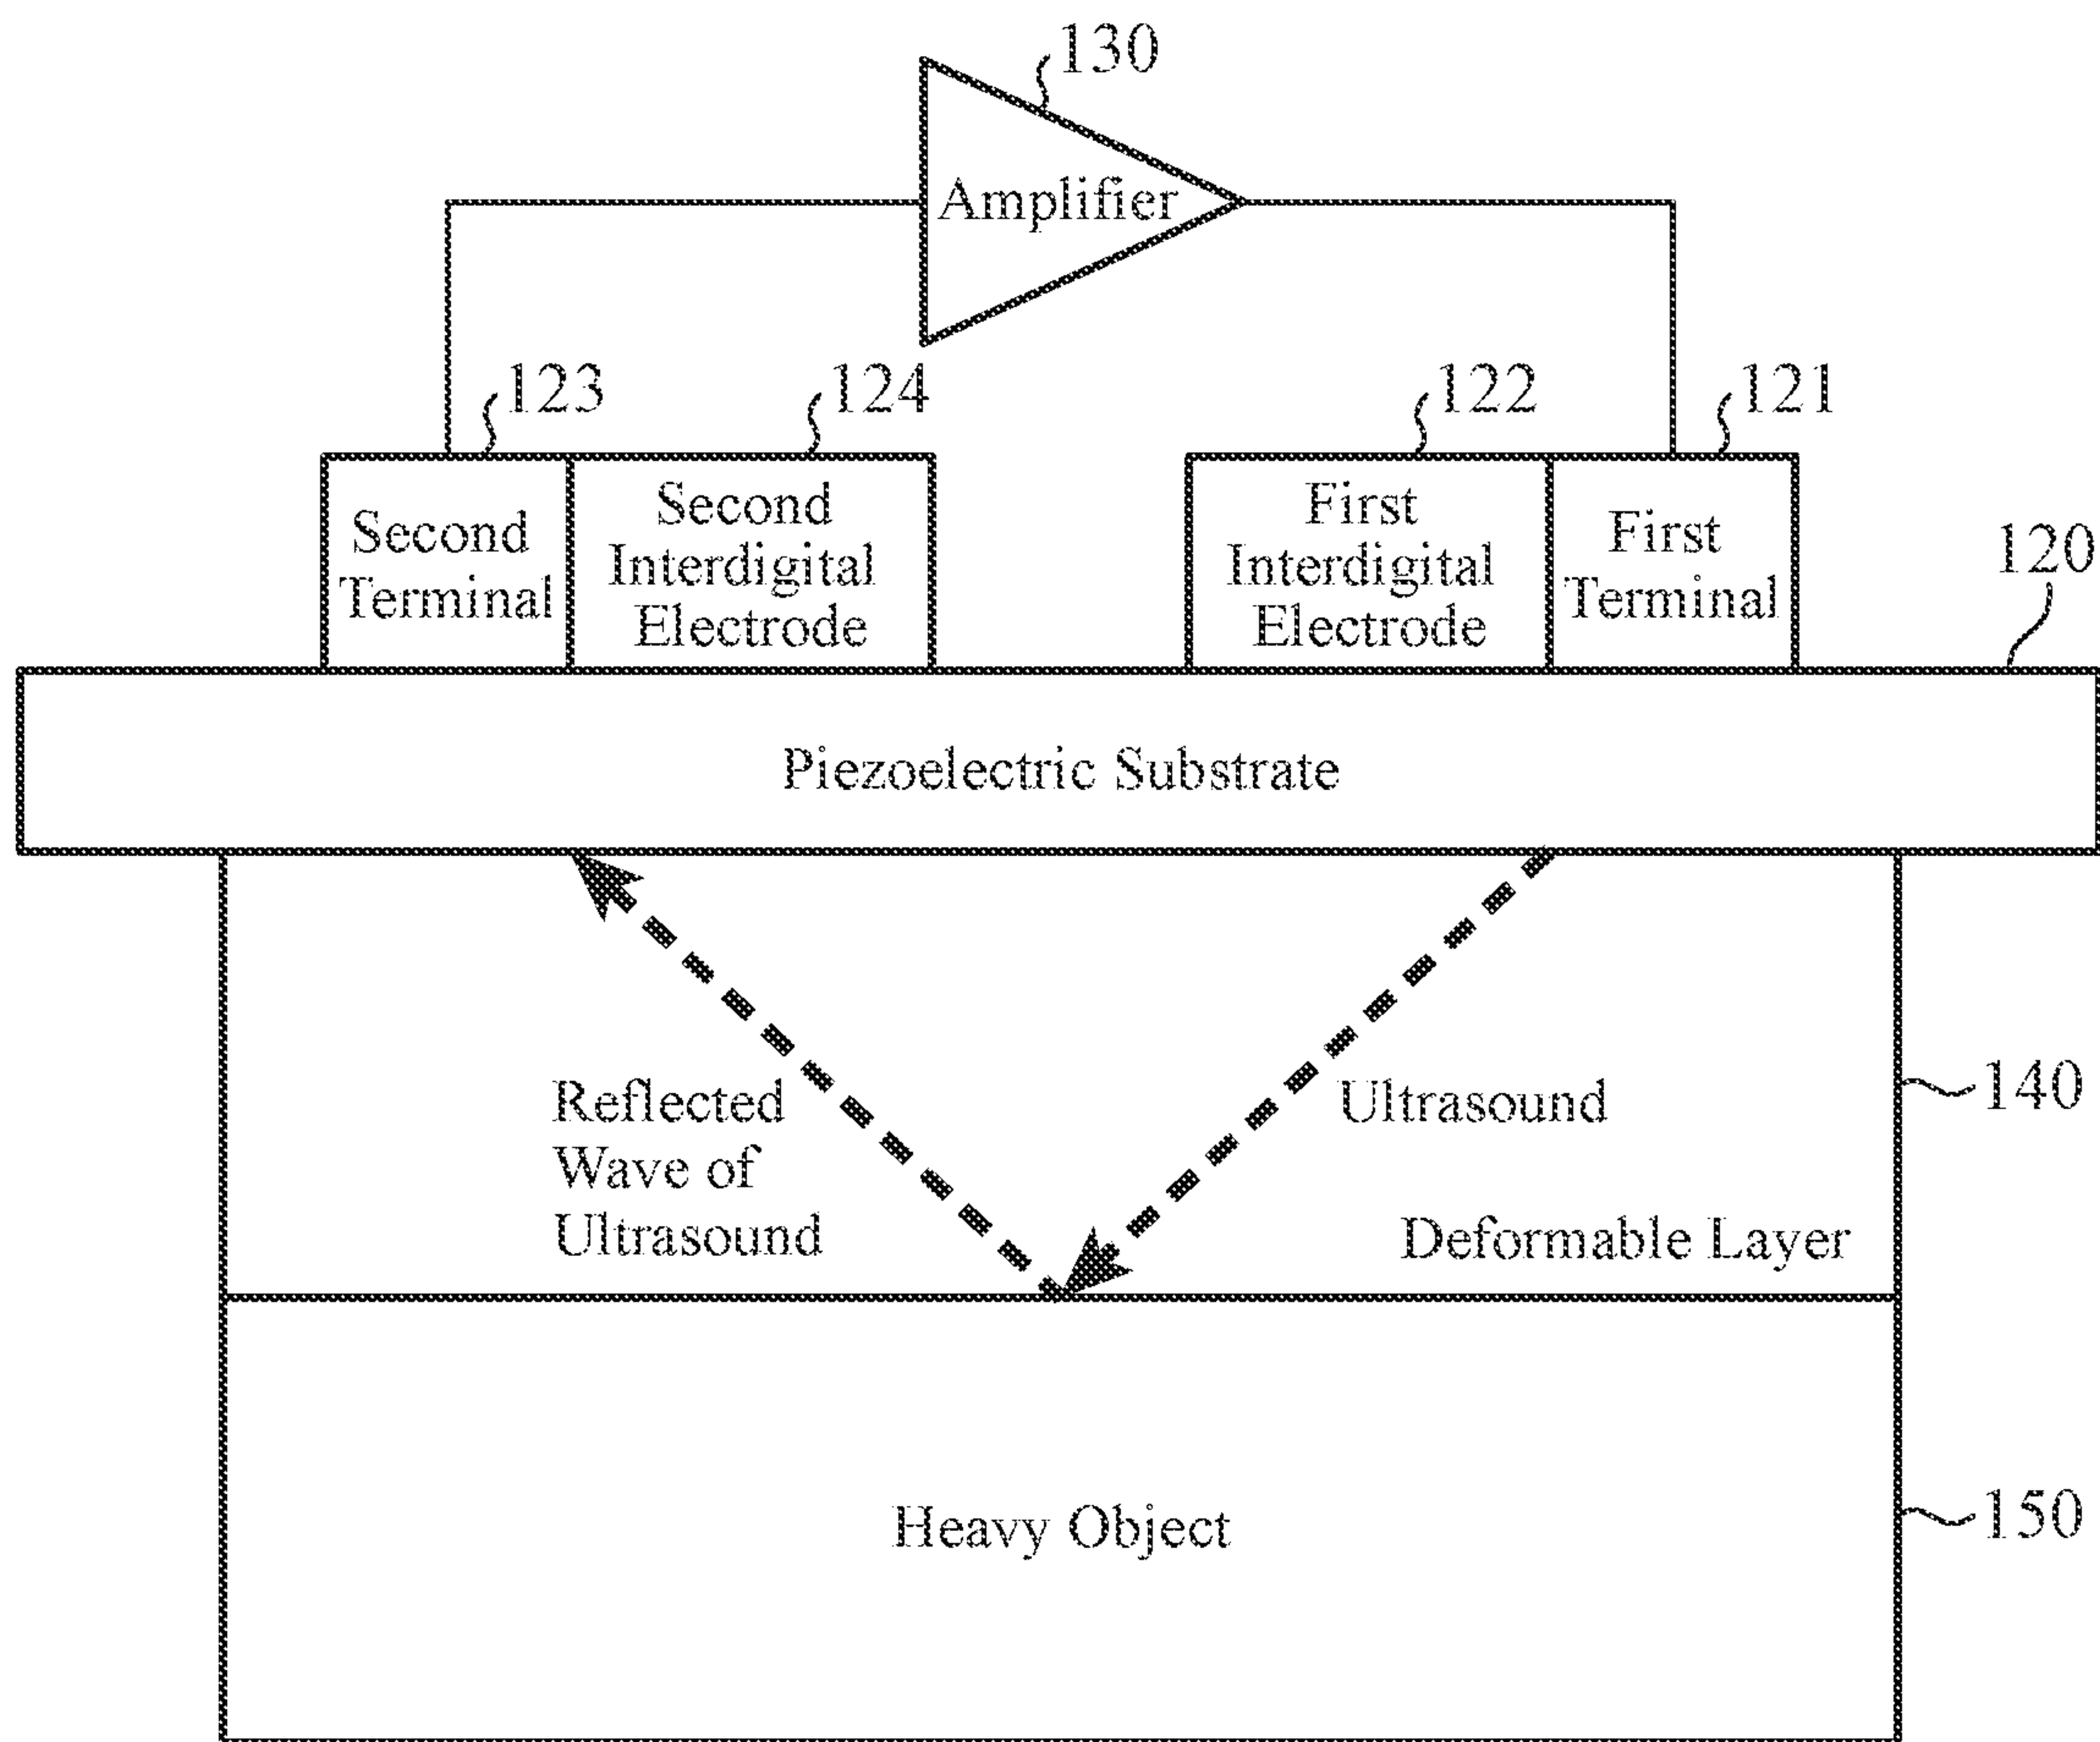 130
Amplifier
123
124
122
121
Second
Terminal
Second
Interdigital
Electrode
First
Interdigital
Electrode
First
Terminal
120
Piezoelectric Substrate
Reflected
Wave of
Ultrasound
Ultrasound
140
Deformable Layer
Heavy Object
150